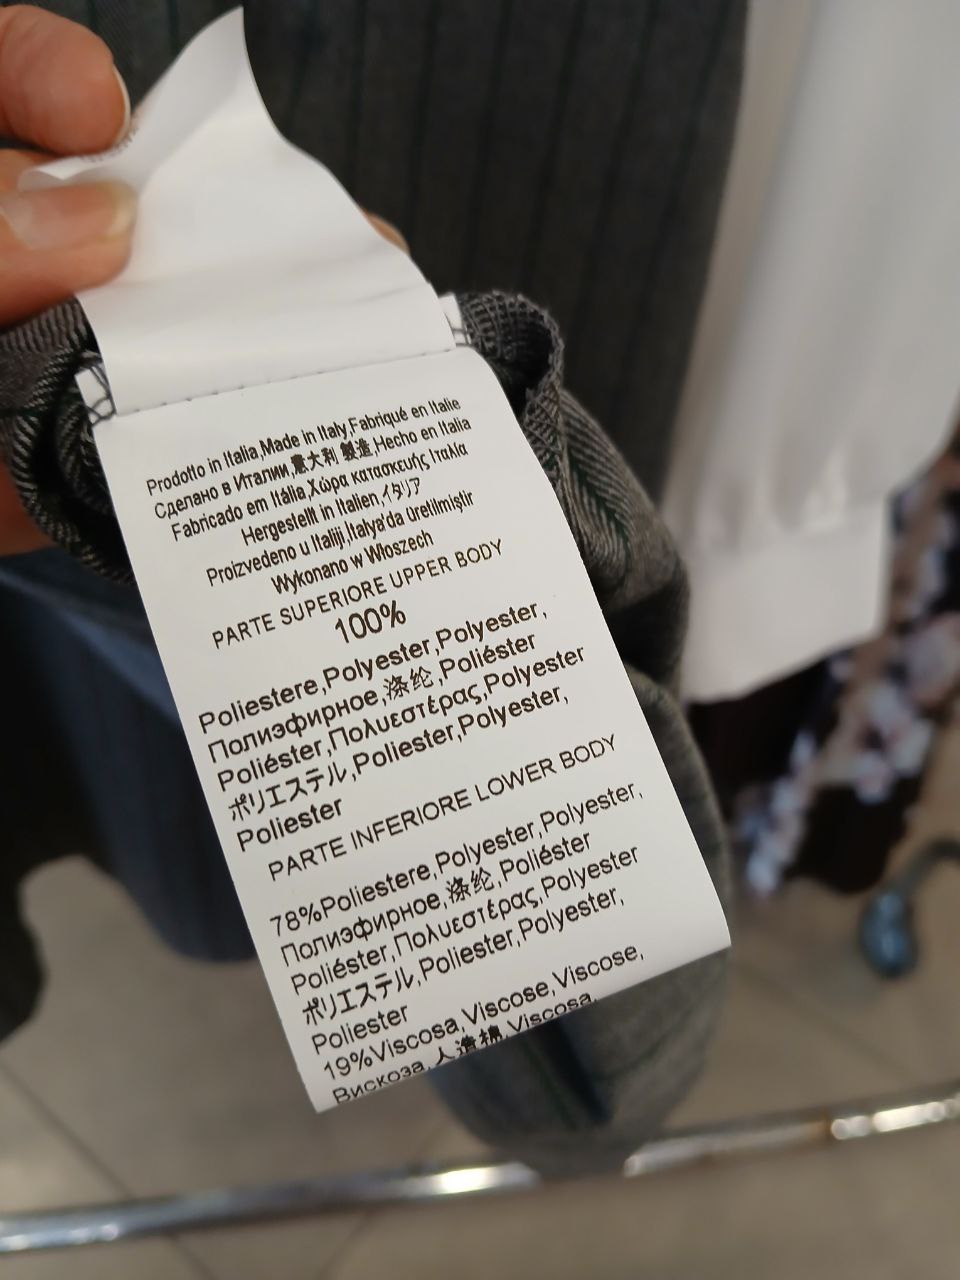 Prodotto in Italia,Made in Italy,Fabriqué en Italie
Сделано в Италии,意大利 製造,Hecho en Italia
Fabricado em Itália,Χώρα κατασκευής Ιταλία
Hergestellt in Italien,イタリア
Proizvedeno u Italiji,Italya'da üretilmiştir
Wykonano w Włoszech
PARTE SUPERIORE UPPER BODY
100%
Poliestere,Polyester,Polyester,
Полиэфирное,涤纶,Poliéster
Poliéster,Πολυεστέρας,Polyester
ポリエステル,Poliester,Polyester,
Poliester
PARTE INFERIORE LOWER BODY
78%Poliestere,Polyester,Polyester,
Полиэфирное,涤纶,Poliéster
Poliéster,Πολυεστέρας,Polyester
ポリエステル,Poliester,Polyester,
Poliester
19%Viscosa,Viscose,Viscose,
Вискоза,人造棉,Viscosa,